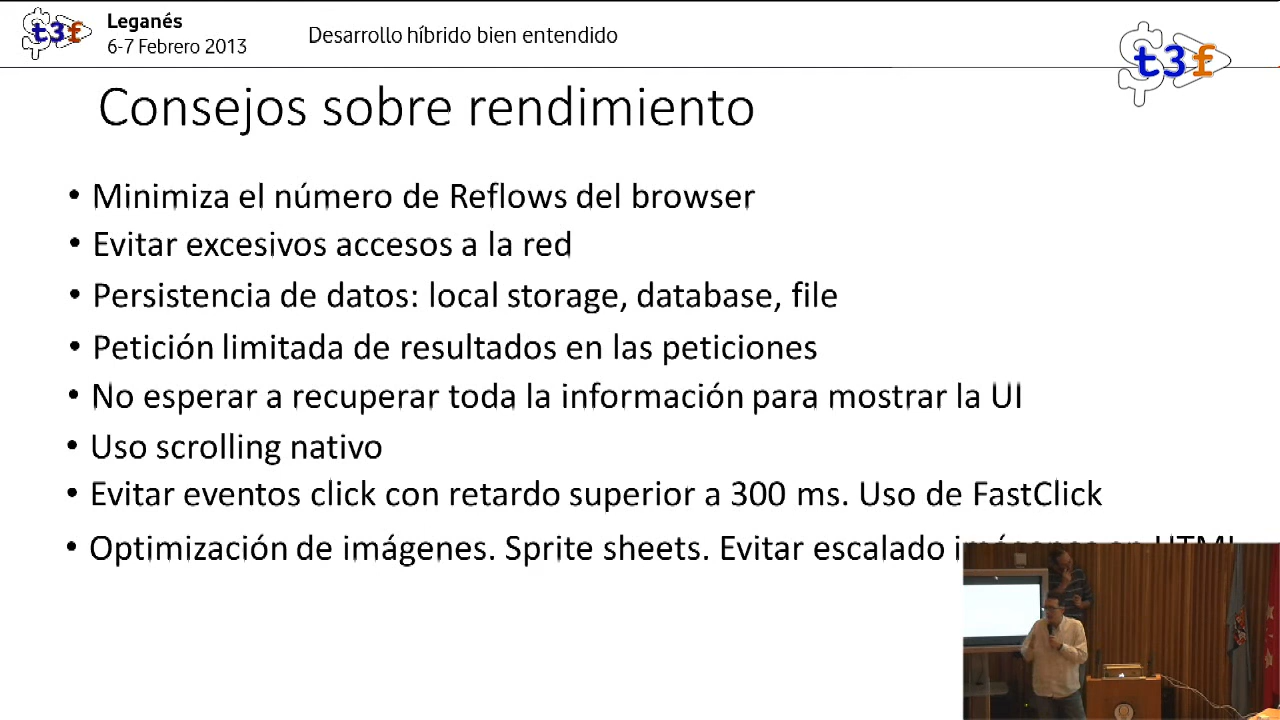 t3f
Leganés
6-7 Febrero 2013
Desarrollo híbrido bien entendido
t3f
Consejos sobre rendimiento
• Minimiza el número de Reflows del browser
• Evitar excesivos accesos a la red
• Persistencia de datos: local storage, database, file
• Petición limitada de resultados en las peticiones
• No esperar a recuperar toda la información para mostrar la UI
• Uso scrolling nativo
• Evitar eventos click con retardo superior a 300 ms. Uso de FastClick
• Optimización de imágenes. Sprite sheets. Evitar escalado imágenes en HTML